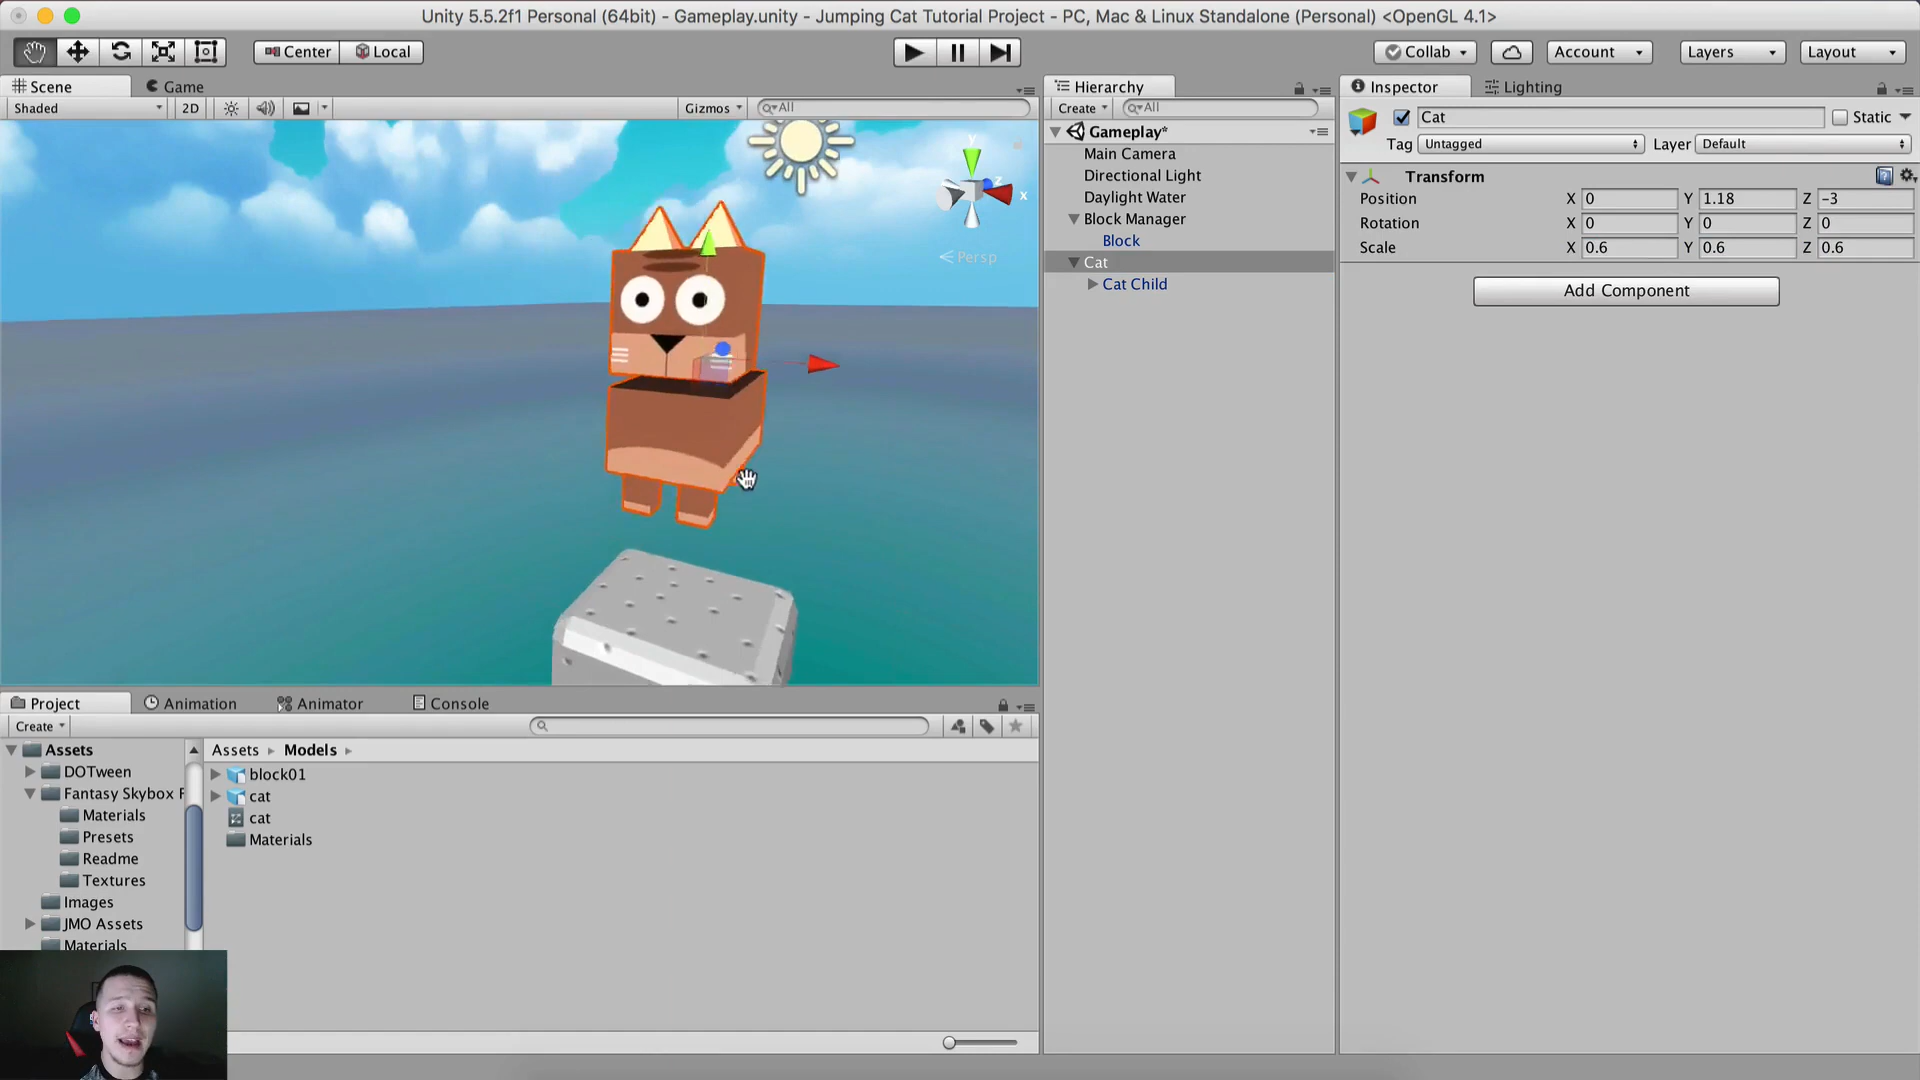 Unity 5.5.2f1 Personal (64bit) - Gameplay.unity - Jumping Cat Tutorial Project - PC, Mac & Linux Standalone (Personal) <OpenGL 4.1>
Center Local
Collab Account Layers Layout
Scene Game
Shaded 2D Gizmos All
y
z
x
Persp
Hierarchy
Create All
Gameplay*
Main Camera
Directional Light
Daylight Water
Block Manager
Block
Cat
Cat Child
Inspector Lighting
Cat Static
Tag Untagged Layer Default
Transform
Position X 0 Y 1.18 Z -3
Rotation X 0 Y 0 Z 0
Scale X 0.6 Y 0.6 Z 0.6
Add Component
Project Animation Animator Console
Create
Assets
DOTween
Fantasy Skybox F
Materials
Presets
Readme
Textures
Images
JMO Assets
Materials
Assets Models
block01
cat
cat
Materials